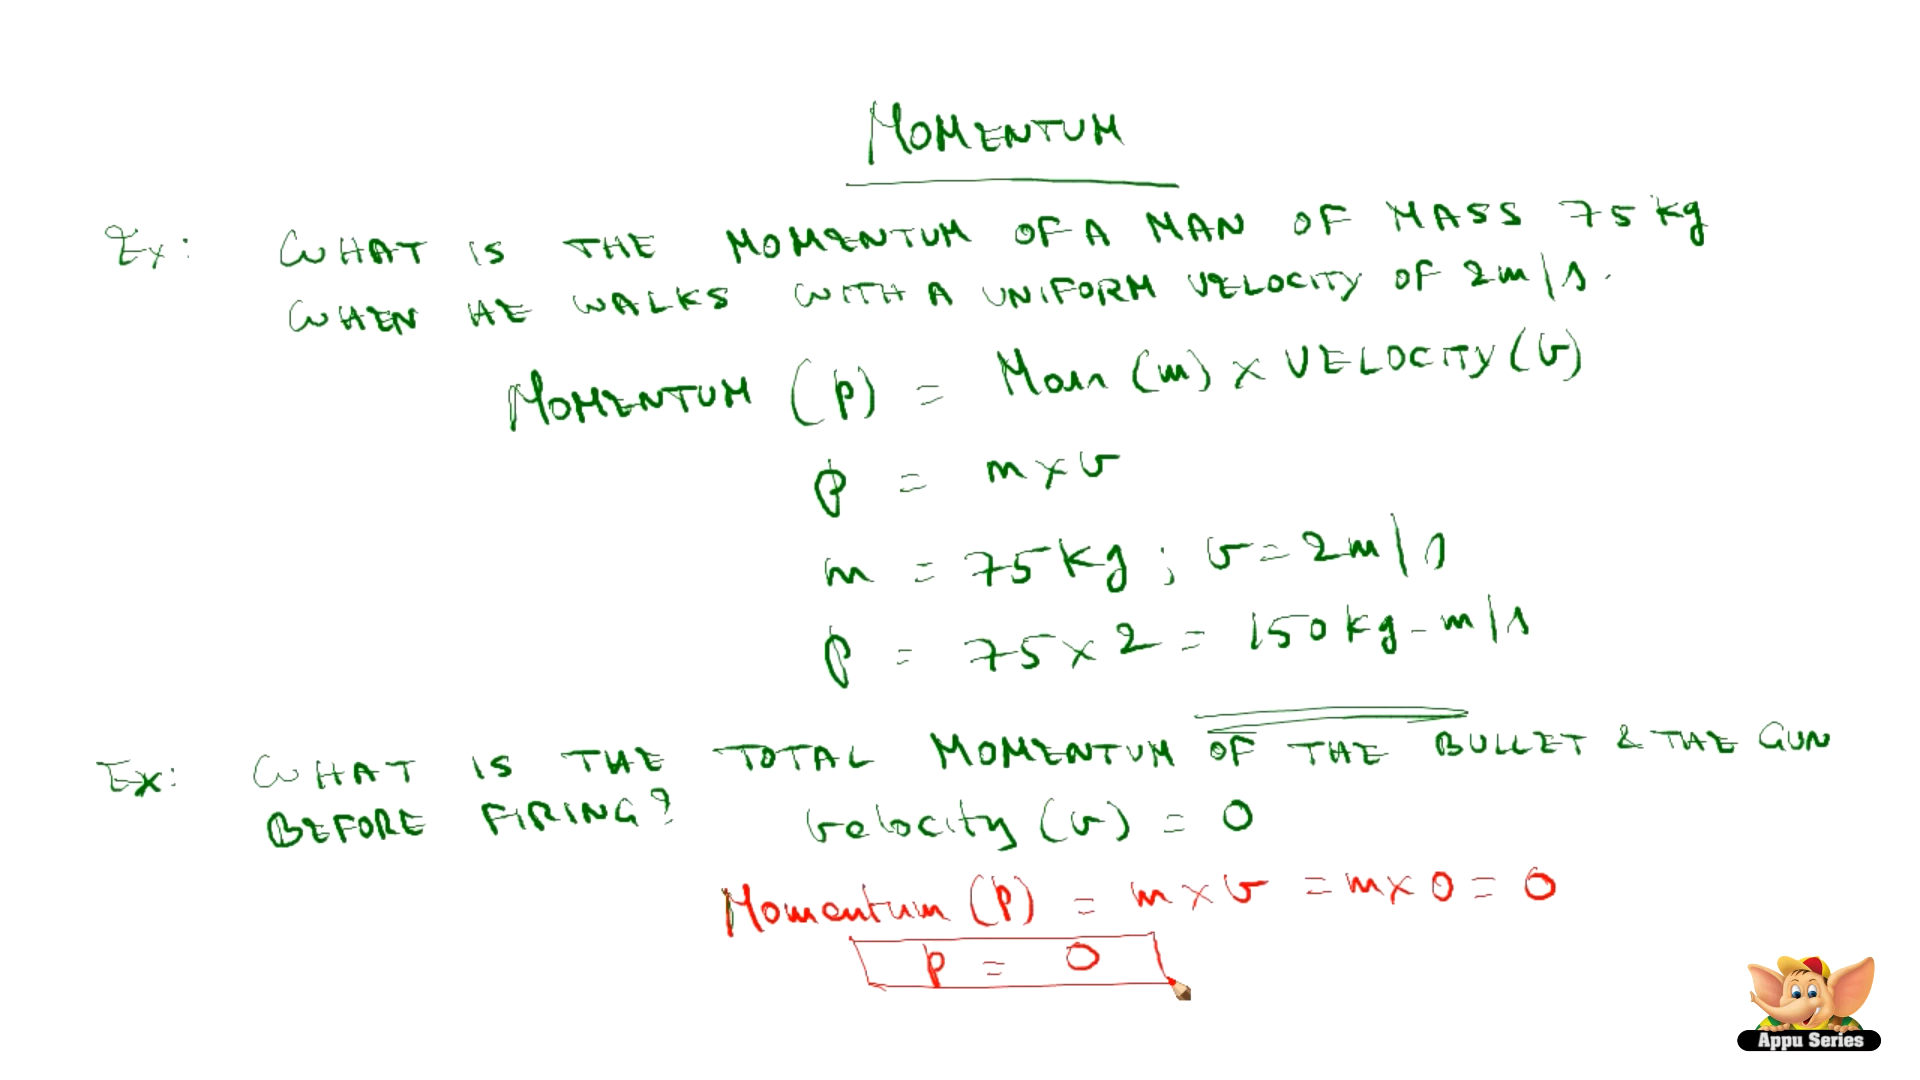 MOMENTUM
Ex: WHAT IS THE MOMENTUM OF A MAN OF MASS 75 kg
WHEN HE WALKS WITH A UNIFORM VELOCITY OF 2m/s.
MOMENTUM (p) = Mass (m) x VELOCITY (v)
p = m x v
m = 75 kg ; v = 2m/s
p = 75 x 2 = 150 kg-m/s
Ex: WHAT IS THE TOTAL MOMENTUM OF THE BULLET & THE GUN
BEFORE FIRING? velocity (v) = 0
Momentum (p) = m x v = m x 0 = 0
p = 0
Appu Series